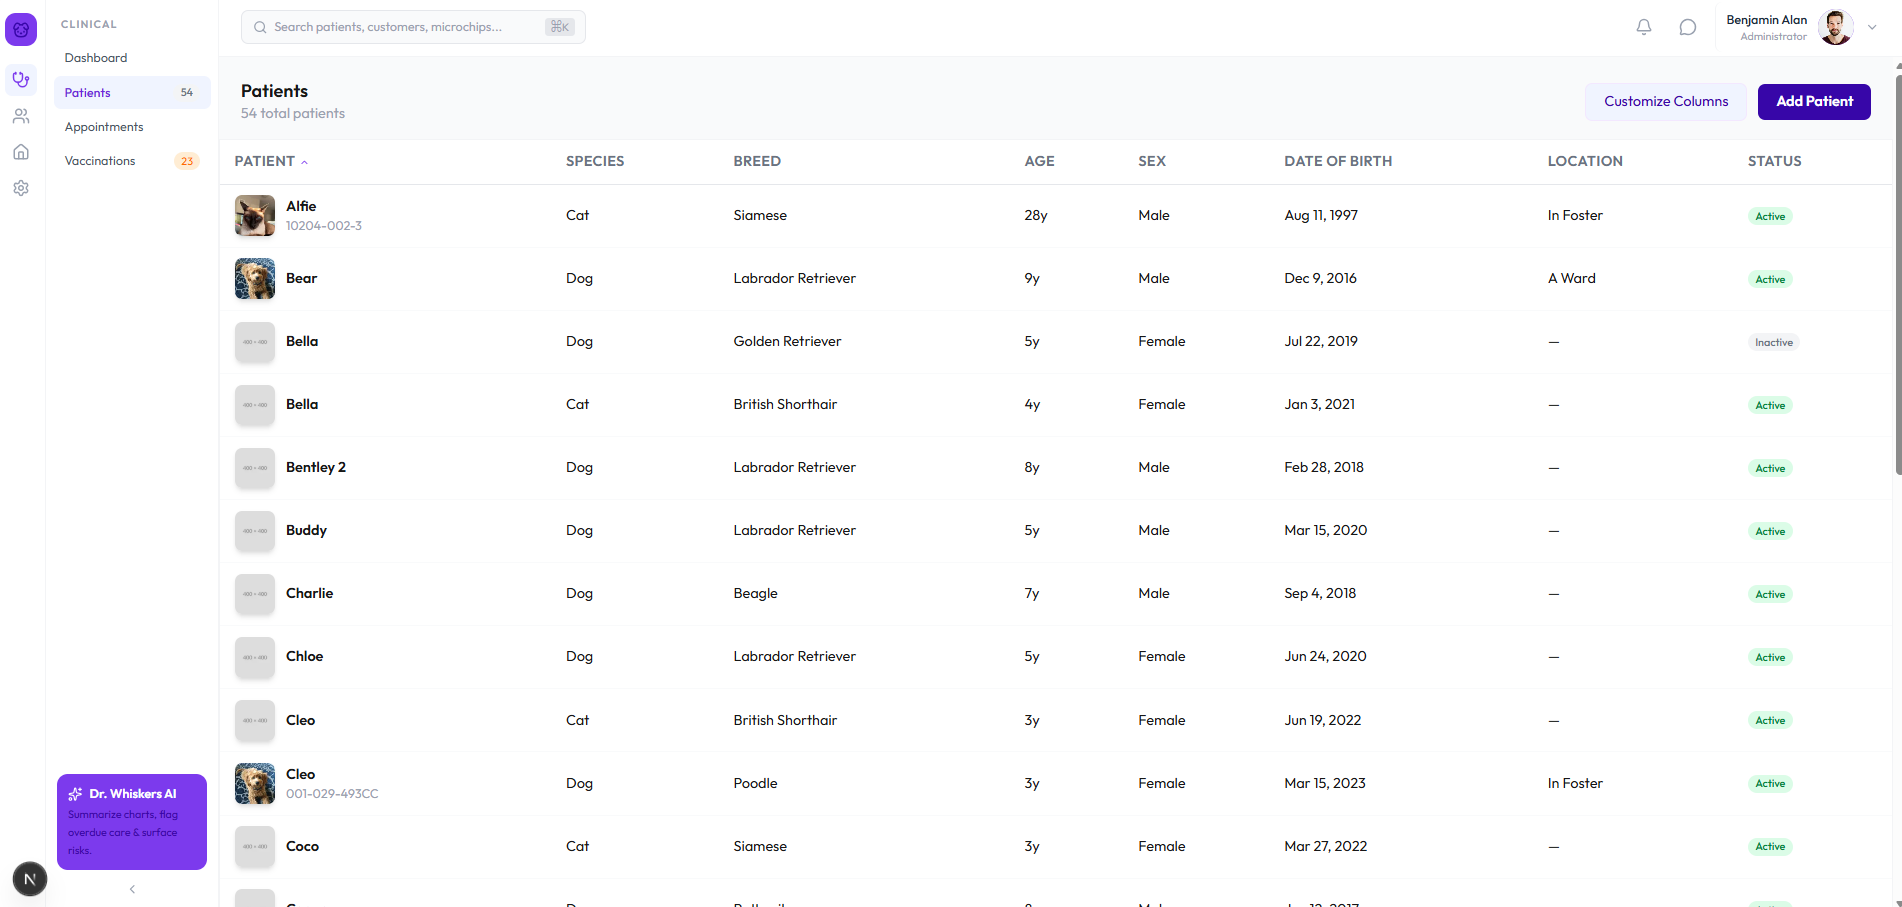 CLINICAL
Dashboard
Patients 54
Appointments
Vaccinations 23
Dr. Whiskers AI
Summarize charts, flag
overdue care & surface
risks.
N
Search patients, customers, microchips... ⌘K
Benjamin Alan
Administrator
Patients
54 total patients
Customize Columns
Add Patient
PATIENT SPECIES BREED AGE SEX DATE OF BIRTH LOCATION STATUS
Alfie
10204-002-3
Cat Siamese 28y Male Aug 11, 1997 In Foster Active
Bear Dog Labrador Retriever 9y Male Dec 9, 2016 A Ward Active
Bella Dog Golden Retriever 5y Female Jul 22, 2019 — Inactive
Bella Cat British Shorthair 4y Female Jan 3, 2021 — Active
Bentley 2 Dog Labrador Retriever 8y Male Feb 28, 2018 — Active
Buddy Dog Labrador Retriever 5y Male Mar 15, 2020 — Active
Charlie Dog Beagle 7y Male Sep 4, 2018 — Active
Chloe Dog Labrador Retriever 5y Female Jun 24, 2020 — Active
Cleo Cat British Shorthair 3y Female Jun 19, 2022 — Active
Cleo
001-029-493CC
Dog Poodle 3y Female Mar 15, 2023 In Foster Active
Coco Cat Siamese 3y Female Mar 27, 2022 — Active